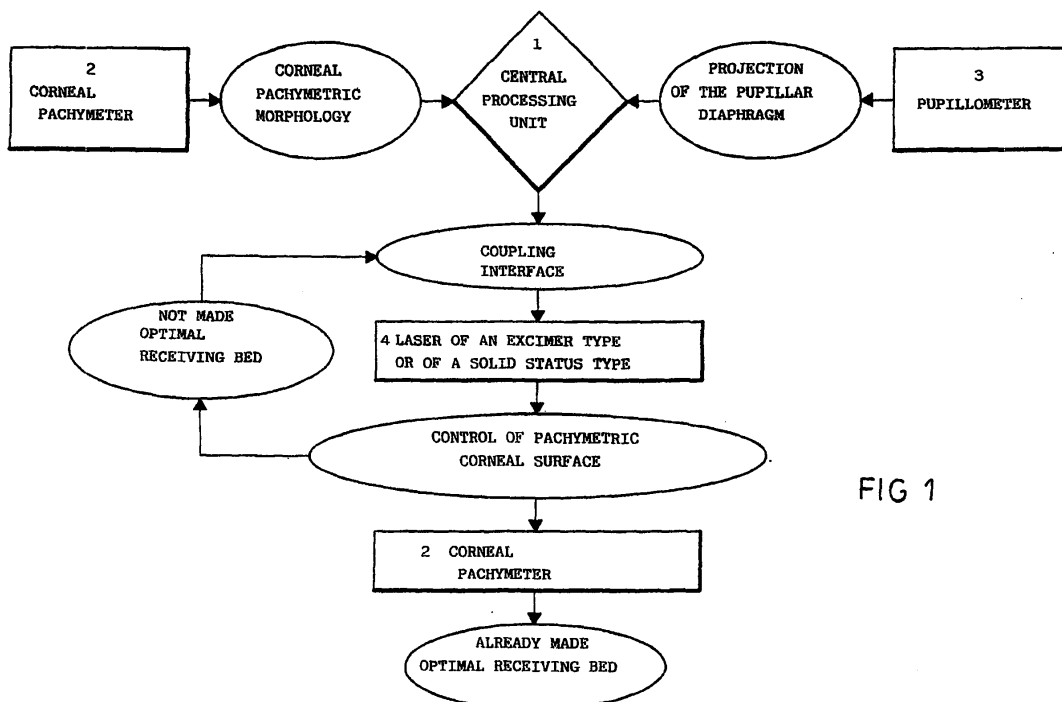 2
CORNEAL
PACHYMETER
CORNEAL
PACHYMETRIC
MORPHOLOGY
1
CENTRAL
PROCESSING
UNIT
PROJECTION
OF THE PUPILLAR
DIAPHRAGM
3
PUPILLOMETER
COUPLING
INTERFACE
NOT MADE
OPTIMAL
RECEIVING BED
4 LASER OF AN EXCIMER TYPE
OR OF A SOLID STATUS TYPE
CONTROL OF PACHYMETRIC
CORNEAL SURFACE
FIG 1
2 CORNEAL
PACHYMETER
ALREADY MADE
OPTIMAL RECEIVING BED